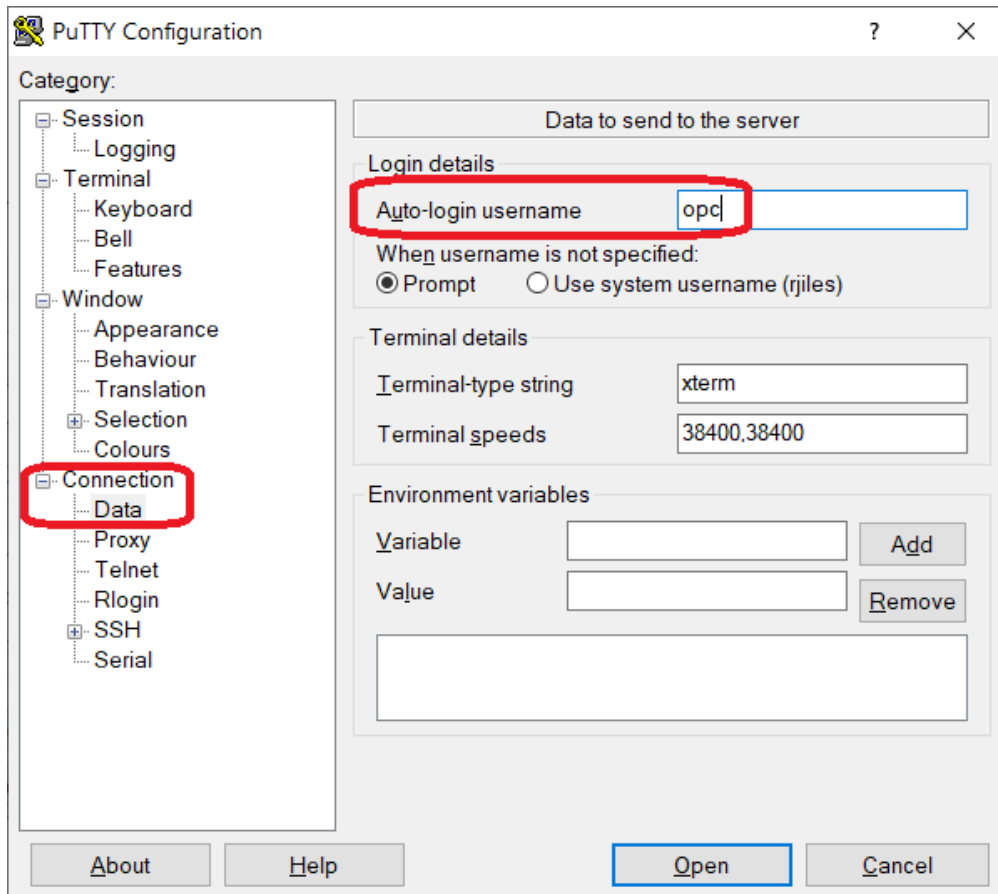 PuTTY Configuration
?
Category:
Session
Logging
Terminal
Keyboard
Bell
Features
Window
Appearance
Behaviour
Translation
Selection
Colours
Connection
Data
Proxy
Telnet
Rlogin
SSH
Serial
Data to send to the server
Login details
Auto-login username opc
When username is not specified:
Prompt Use system username (rjiles)
Terminal details
Terminal-type string xterm
Terminal speeds 38400,38400
Environment variables
Variable Add
Value Remove
About Help Open Cancel